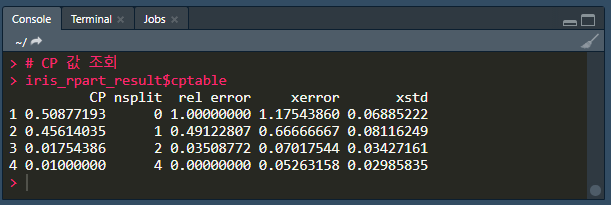 Console Terminal × Jobs ×
~/
> # CP 값 조회
> iris_rpart_result$cptable
CP nsplit rel error xerror xstd
1 0.50877193 0 1.00000000 1.17543860 0.06885222
2 0.45614035 1 0.49122807 0.66666667 0.08116249
3 0.01754386 2 0.03508772 0.07017544 0.03427161
4 0.01000000 4 0.00000000 0.05263158 0.02985835
>